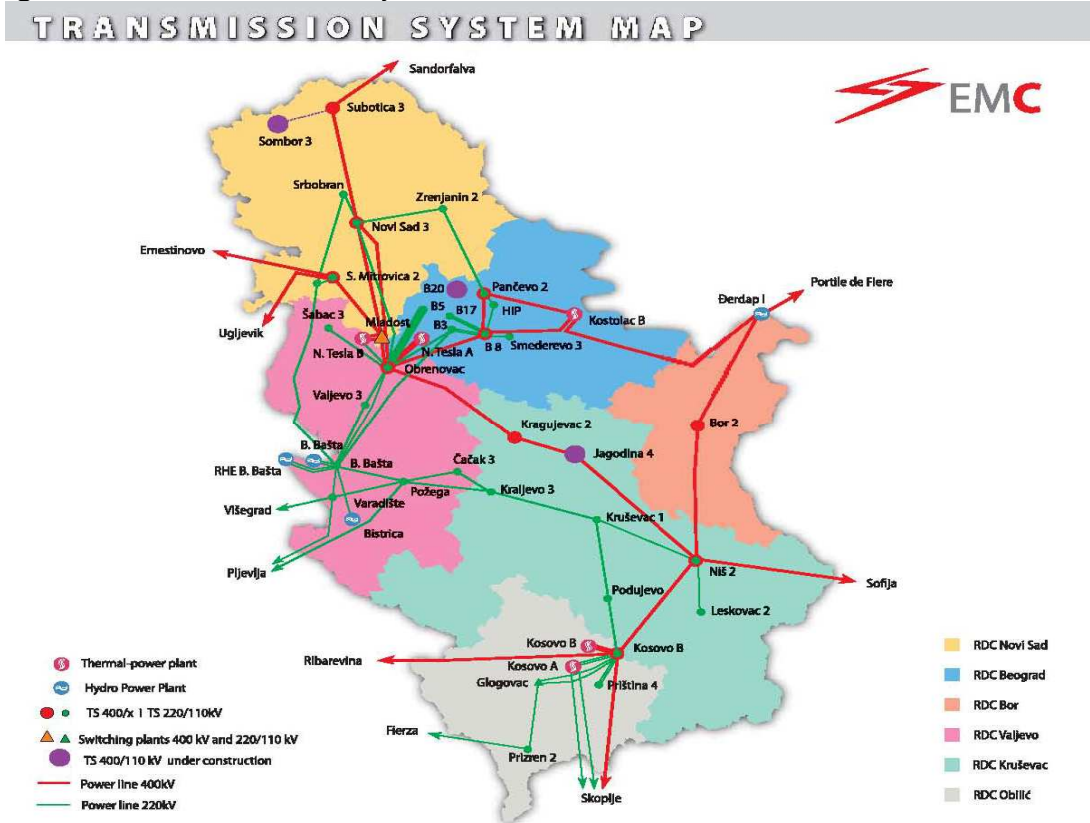 TRANSMISSION SYSTEM MAP
EMC
Sandorfalva
Subotica 3
Sombor 3
Srbobran
Zrenjanin 2
Novi Sad 3
Ernestinovo
S. Mitrovica 2
B20
Pančevo 2
Portile de Fiere
Đerdap I
B5
B17
HIP
Kostolac B
Šabac 3
Mladost
B3
Ugljevik
N. Tesla B
N. Tesla A
B 8
Smederevo 3
Obrenovac
Valjevo 3
Kragujevac 2
Bor 2
Jagodina 4
B. Bašta
B. Bašta
RHE B. Bašta
Čačak 3
Varadište
Požega
Kraljevo 3
Višegrad
Kruševac 1
Bistrica
Pljevlja
Niš 2
Sofija
Podujevo
Leskovac 2
Kosovo B
Kosovo B
Ribarevina
Kosovo A
Glogovac
Priština 4
Fierza
Prizren 2
Skoplje
Thermal-power plant
Hydro Power Plant
TS 400/x i TS 220/110kV
Switching plants 400 kV and 220/110 kV
TS 400/110 kV under construction
Power line 400kV
Power line 220kV
RDC Novi Sad
RDC Beograd
RDC Bor
RDC Valjevo
RDC Kruševac
RDC Obilić